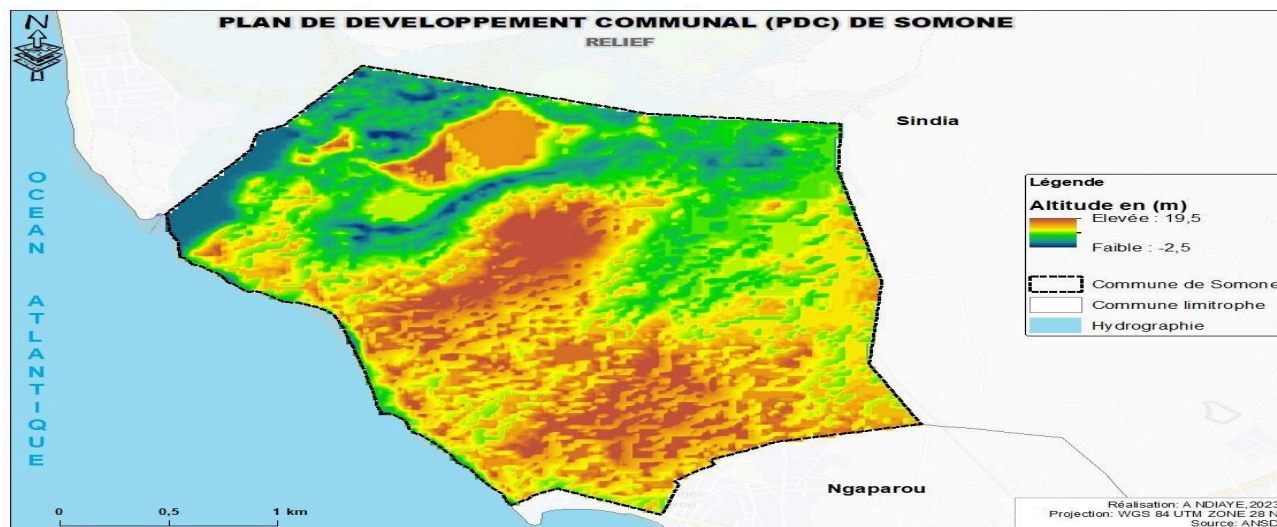 PLAN DE DEVELOPPEMENT COMMUNAL (PDC) DE SOMONE
RELIEF
N
Sindia
OCEAN ATLANTIQUE
Légende
Altitude en (m)
Elevée : 19,5
Faible : -2,5
Commune de Somone
Commune limitrophe
Hydrographie
Ngaparou
0 0,5 1 km
Réalisation: A NDIAYE,2023
Projection: WGS 84 UTM ZONE 28 N
Source: ANSD